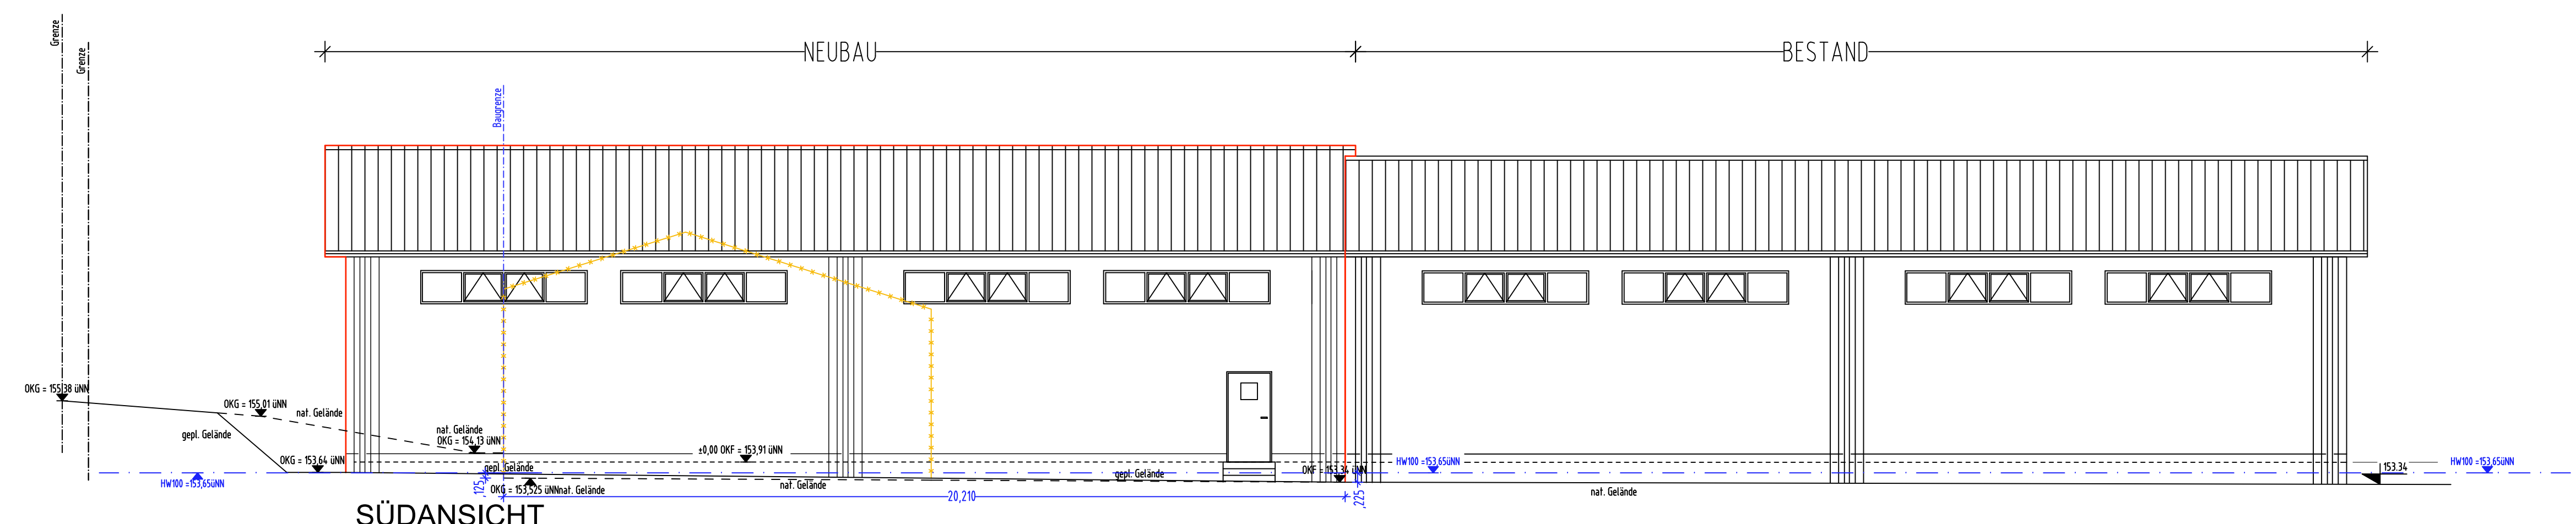 Grenze
Grenze
NEUBAU
BESTAND
Baugrenze
OKG = 155,38 üNN
OKG = 155,01 üNN
nat. Gelände
gepl. Gelände
nat. Gelände
OKG = 154,13 üNN
±0,00 OKF = 153,91 üNN
OKG = 153,64 üNN
gepl. Gelände
gepl. Gelände
OKF = 153,34 üNN
HW100 =153,65üNN
153.34
HW100 =153,65üNN
HW100 =153,65üNN
,125
OKG = 153,525 üNNnat. Gelände
nat. Gelände
20,210
,225
nat. Gelände
SÜDANSICHT